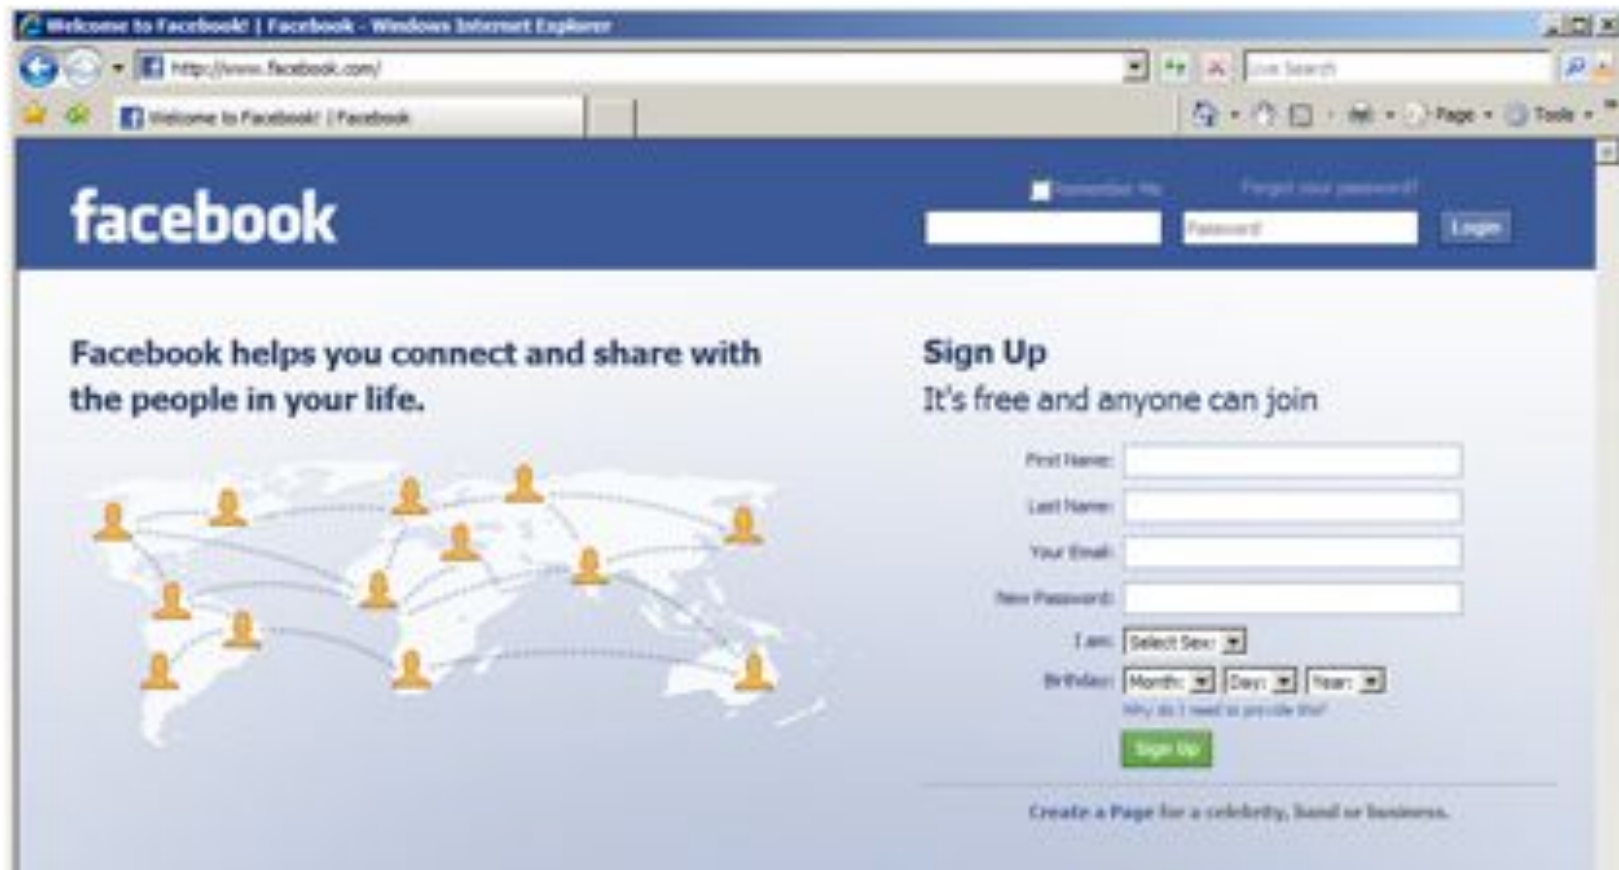 Welcome to Facebook! | Facebook - Windows Internet Explorer
http://www.facebook.com/
Live Search
Welcome to Facebook! | Facebook
Page
Tools
facebook
Remember Me
Forgot your password?
Password
Login
Facebook helps you connect and share with
the people in your life.
Sign Up
It's free and anyone can join
First Name:
Last Name:
Your Email:
New Password:
I am: Select Sex:
Birthday: Month: Day: Year:
Why do I need to provide this?
Sign Up
Create a Page for a celebrity, band or business.